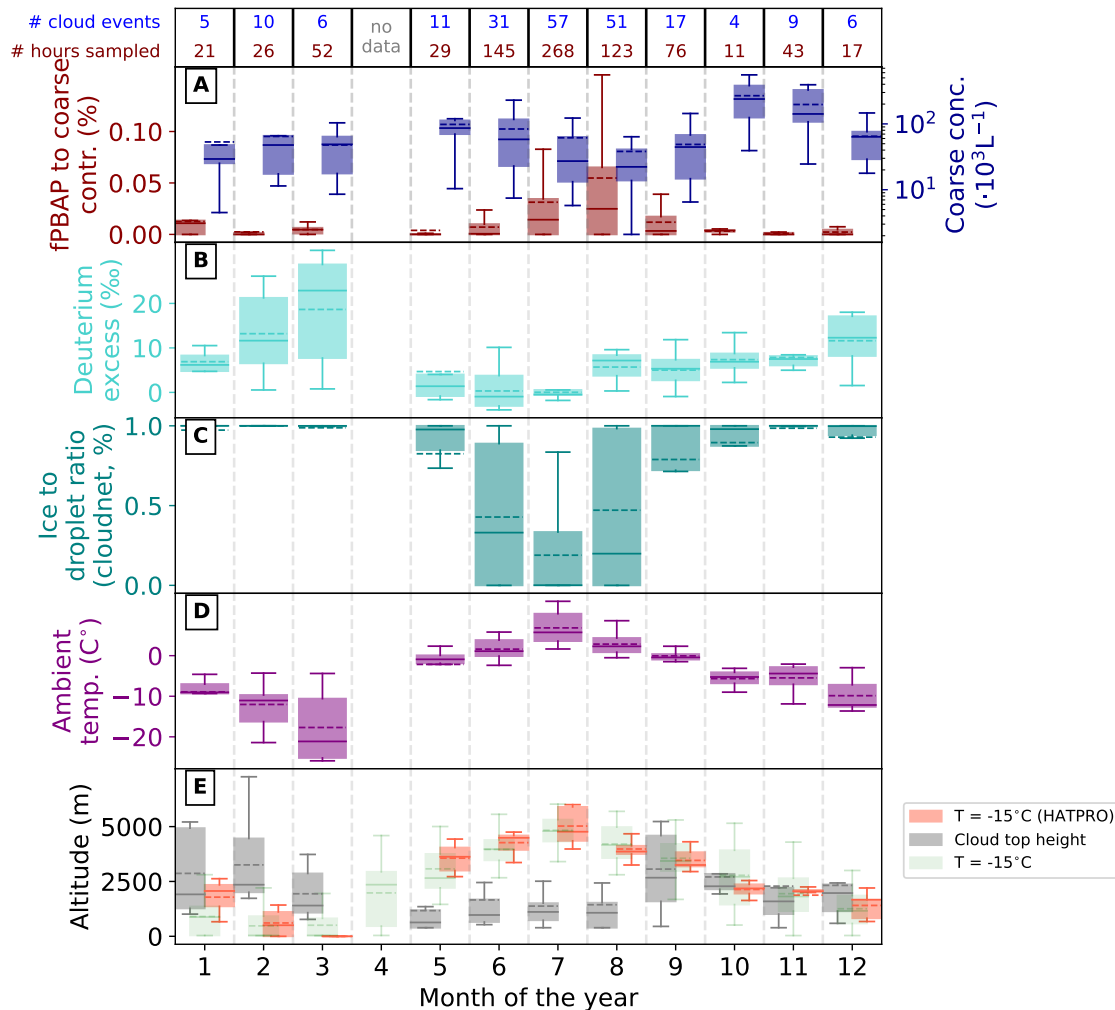 # cloud events 5 10 6 no data 11 31 57 51 17 4 9 6
# hours sampled 21 26 52 29 145 268 123 76 11 43 17
A
fPBAP to coarse
contr. (%)
0.10
0.05
0.00
10²
10¹
Coarse conc.
(·10³L⁻¹)
B
Deuterium
excess (‰)
20
10
0
C
Ice to
droplet ratio
(cloudnet, %)
1.0
0.5
0.0
D
Ambient
temp. (C°)
0
−10
−20
E
Altitude (m)
5000
2500
0
T = -15°C (HATPRO)
Cloud top height
T = -15°C
1 2 3 4 5 6 7 8 9 10 11 12
Month of the year